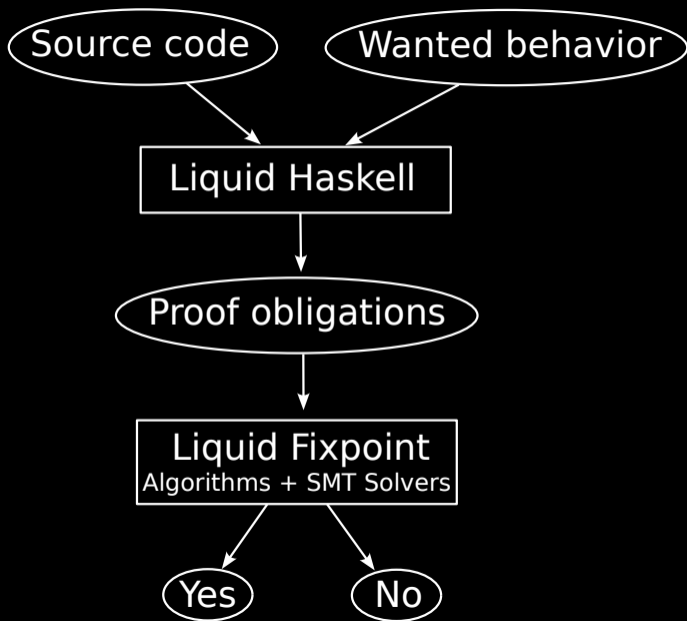 Source code
Wanted behavior
Liquid Haskell
Proof obligations
Liquid Fixpoint
Algorithms + SMT Solvers
Yes
No